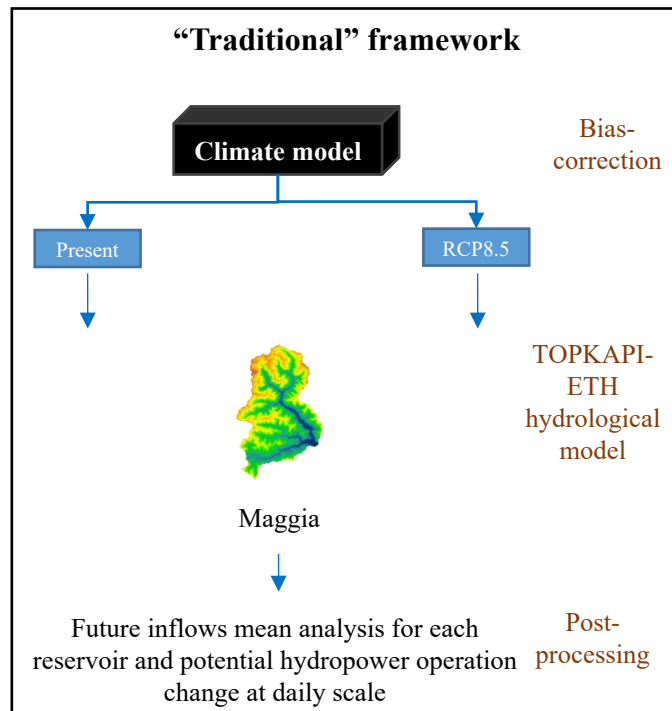 “Traditional” framework
Climate model
Bias-
correction
Present
RCP8.5
TOPKAPI-
ETH
hydrological
model
Maggia
Future inflows mean analysis for each
reservoir and potential hydropower operation
change at daily scale
Post-
processing